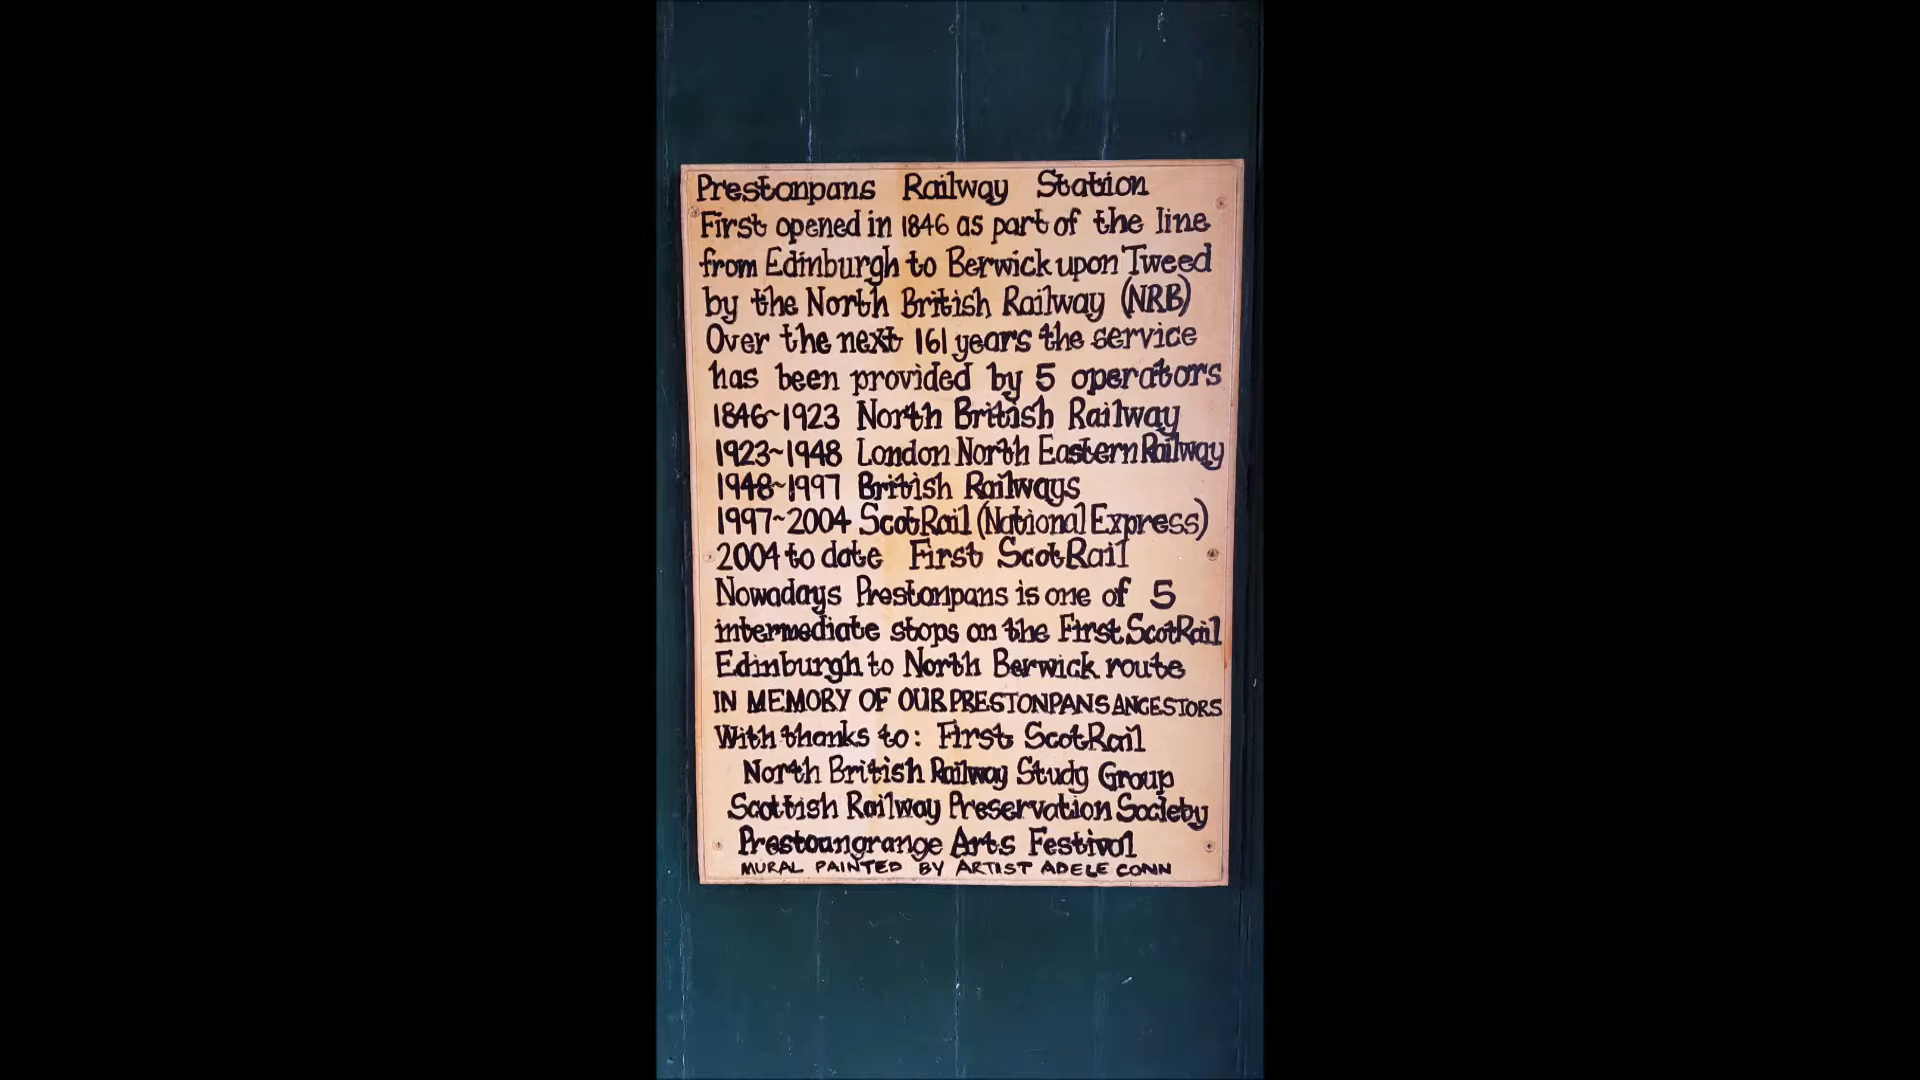 Prestonpans Railway Station
First opened in 1846 as part of the line
from Edinburgh to Berwick upon Tweed
by the North British Railway (NRB)
Over the next 161 years the service
has been provided by 5 operators
1846~1923 North British Railway
1923~1948 London North Eastern Railway
1948~1997 British Railways
1997~2004 ScotRail (National Express)
2004 to date First ScotRail
Nowadays Prestonpans is one of 5
intermediate stops on the First ScotRail
Edinburgh to North Berwick route
IN MEMORY OF OUR PRESTONPANS ANCESTORS
With thanks to: First ScotRail
North British Railway Study Group
Scottish Railway Preservation Society
Prestoungrange Arts Festival
MURAL PAINTED BY ARTIST ADELE CONN